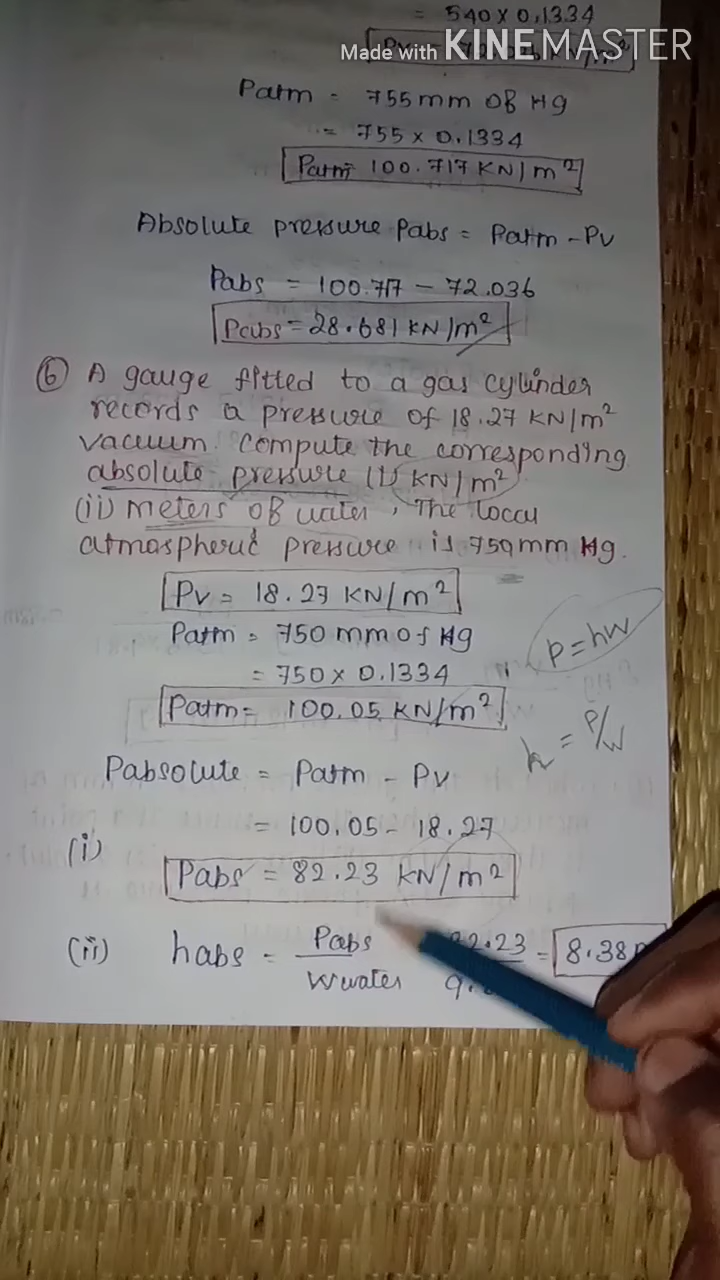 = 540 x 0.1334
Made with KINEMASTER
Patm = 755 mm OF Hg
= 755 x 0.1334
Patm = 100.717 KN/m²
Absolute pressure Pabs = Patm - Pv
Pabs = 100.717 - 72.036
Pabs = 28.681 KN/m²
⑥ A gauge fitted to a gas cylinder
records a pressure of 18.27 KN/m²
vacuum. Compute the corresponding
absolute pressure (i) KN/m²
(ii) meters of water, The local
atmospheric pressure is 750mm Hg.
Pv = 18.27 KN/m²
Patm = 750 mm of Hg
= 750 x 0.1334
P=hw
Patm = 100.05 KN/m²
h = P/w
Pabsolute = Patm - Pv
= 100.05 - 18.27
(i)
Pabs = 82.23 KN/m²
(ii) habs = Pabs / Wwater = 8.38